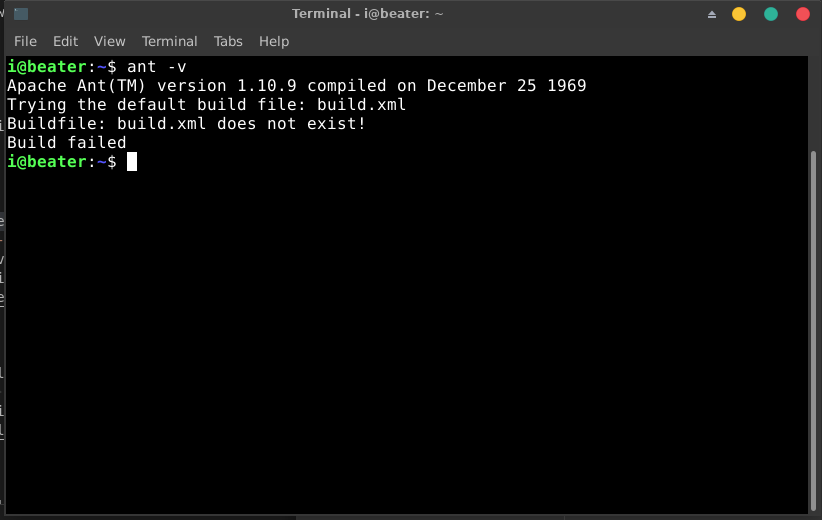 Terminal - i@beater: ~
File Edit View Terminal Tabs Help
i@beater:~$ ant -v
Apache Ant(TM) version 1.10.9 compiled on December 25 1969
Trying the default build file: build.xml
Buildfile: build.xml does not exist!
Build failed
i@beater:~$